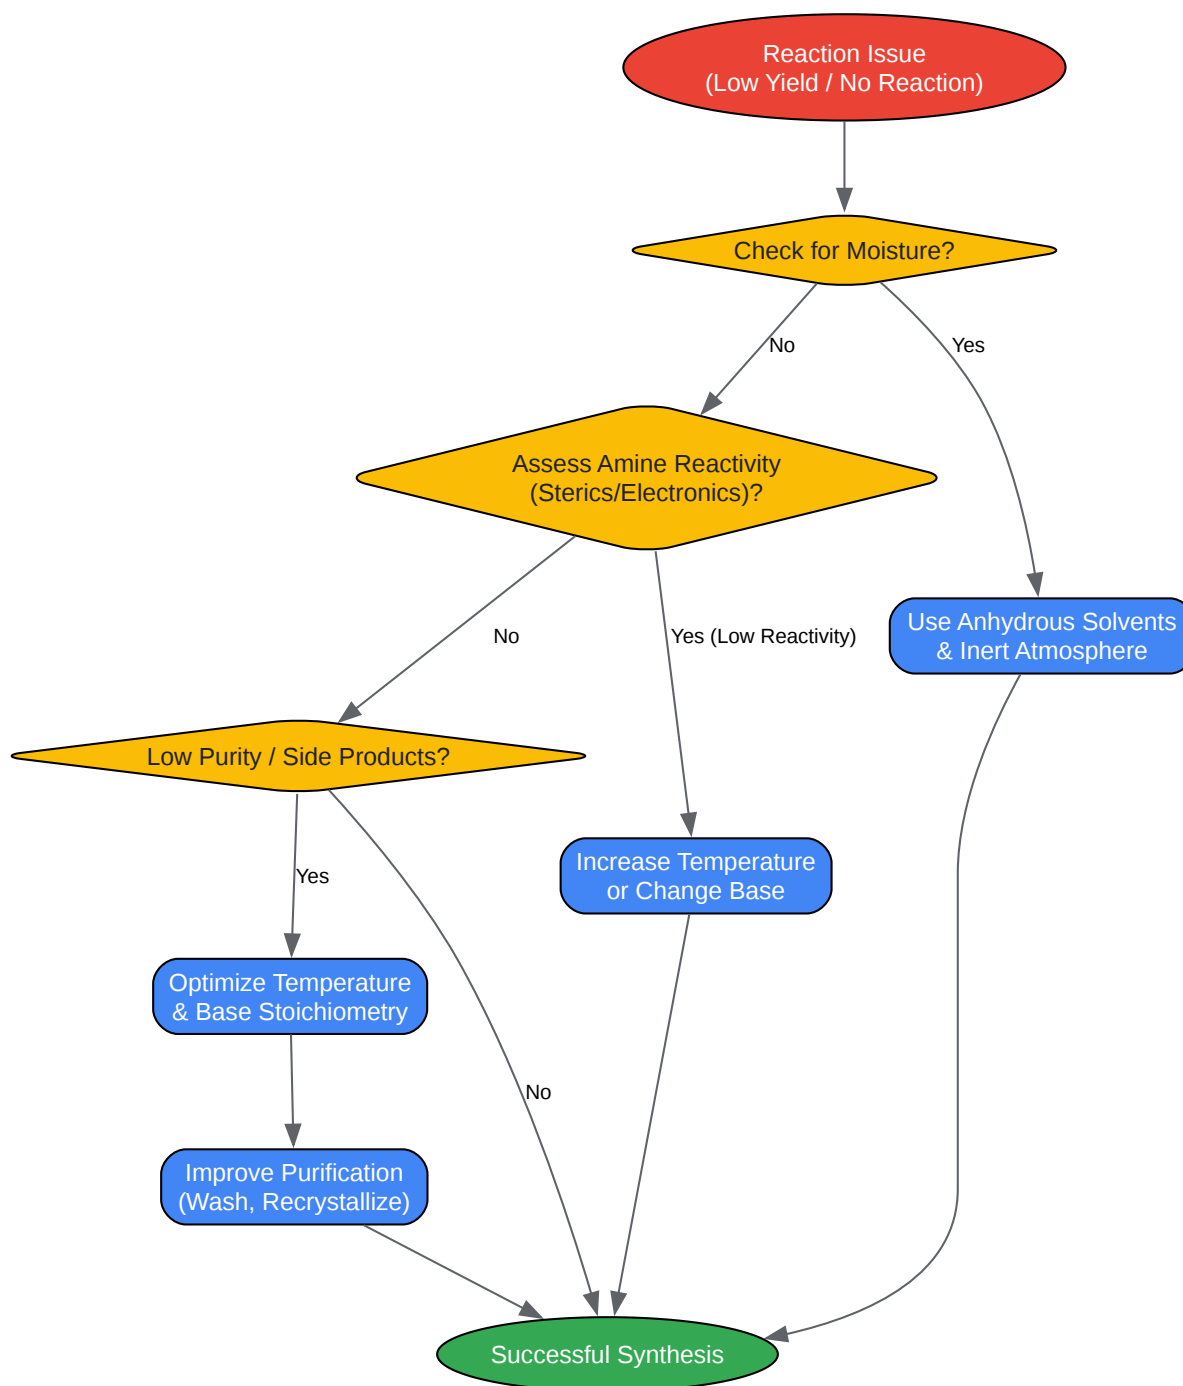 Reaction Issue
(Low Yield / No Reaction)
Check for Moisture?
No
Yes
Assess Amine Reactivity
(Sterics/Electronics)?
No
Yes (Low Reactivity)
Use Anhydrous Solvents
& Inert Atmosphere
Low Purity / Side Products?
Yes
Increase Temperature
or Change Base
Optimize Temperature
& Base Stoichiometry
No
Improve Purification
(Wash, Recrystallize)
Successful Synthesis